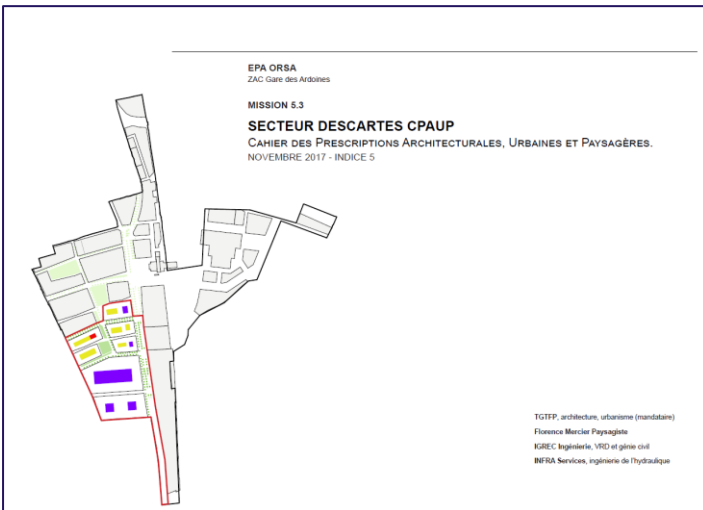 EPA ORSA
ZAC Gare des Ardoines
MISSION 5.3
SECTEUR DESCARTES CPAUP
CAHIER DES PRESCRIPTIONS ARCHITECTURALES, URBAINES ET PAYSAGÈRES.
NOVEMBRE 2017 - INDICE 5
TGTFP, architecture, urbanisme (mandataire)
Florence Mercier Paysagiste
IGREC Ingénierie, VRD et génie civil
INFRA Services, ingénierie de l'hydraulique